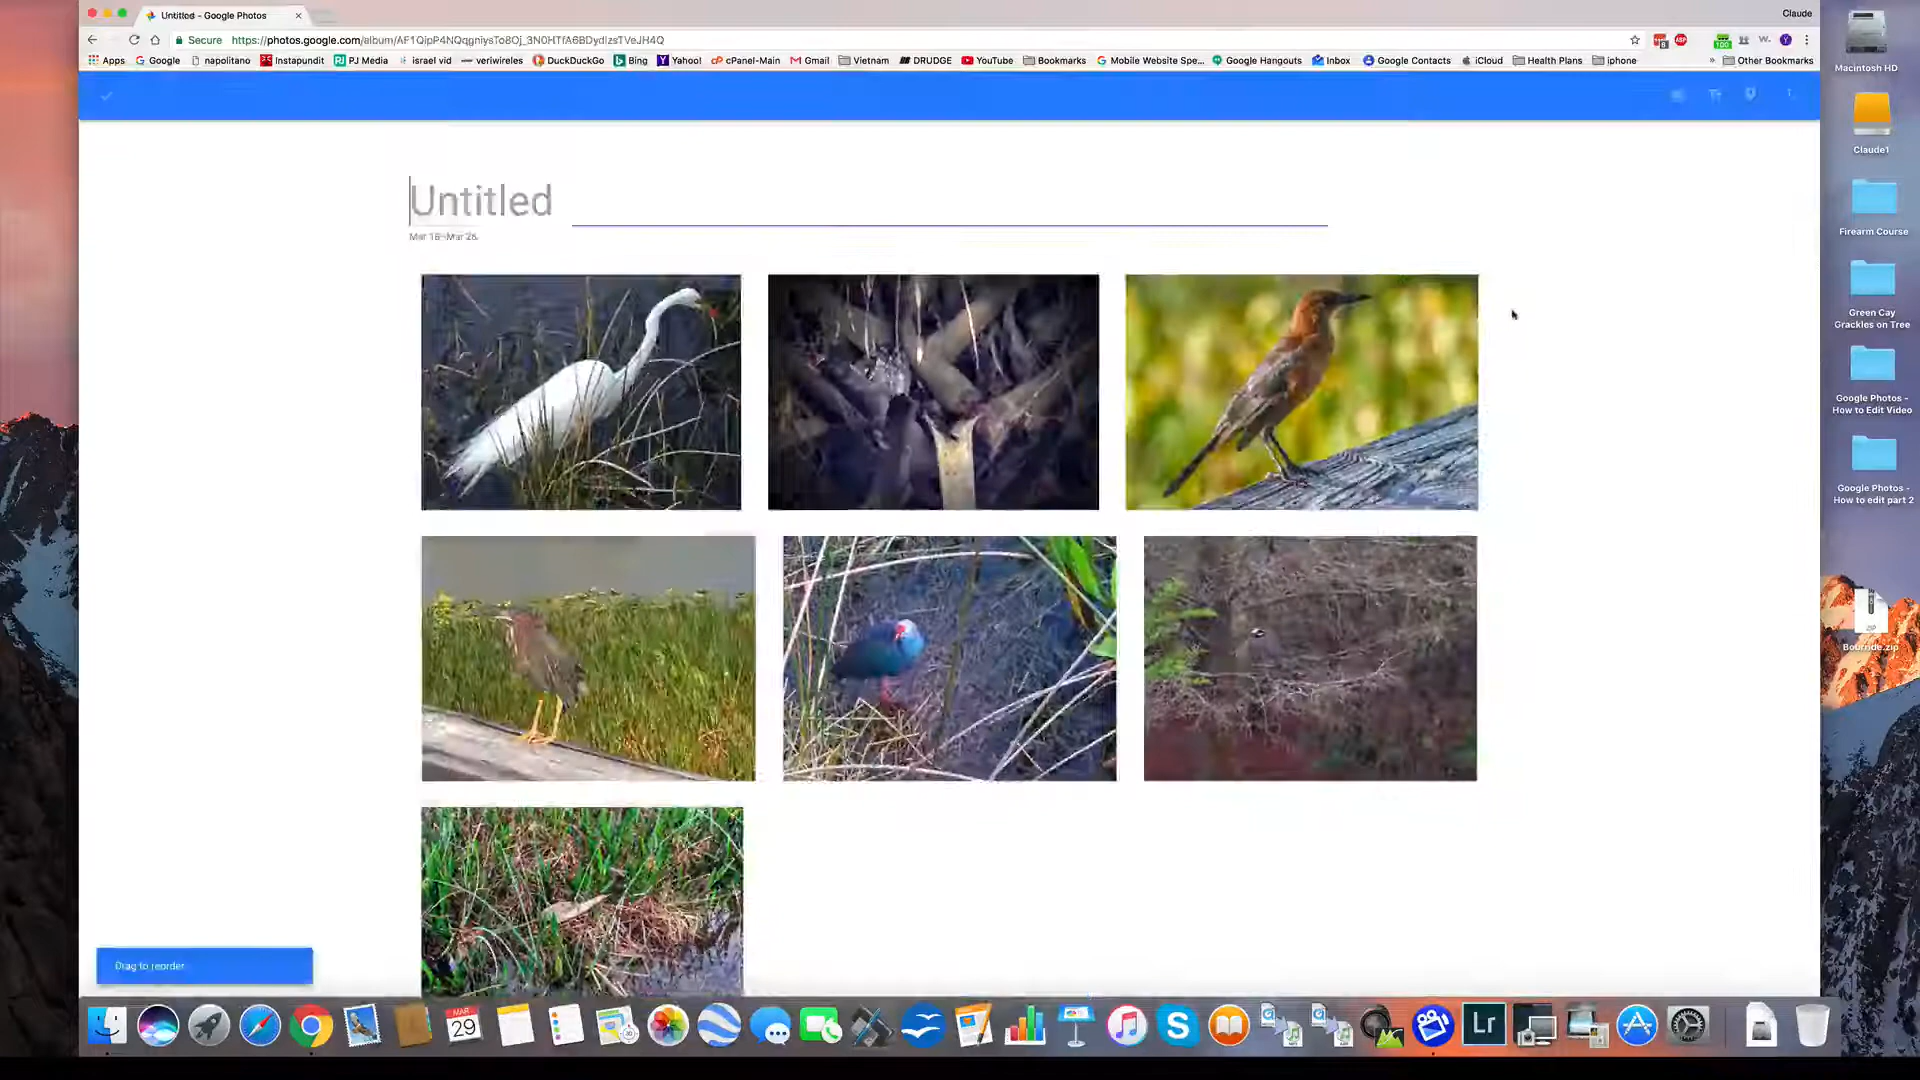 Untitled - Google Photos
Claude
Secure https://photos.google.com/album/
Apps Google napolitano Instapundit PJ Media israel vid veriwireles DuckDuckGo Bing Yahoo! cPanel-Main Gmail Vietnam DRUDGE YouTube Bookmarks Mobile Website Spe... Google Hangouts Inbox Google Contacts iCloud Health Plans iphone » Other Bookmarks
Macintosh HD
Claude1
Untitled
Firearm Course
Green Cay
Grackles on Tree
Google Photos -
How to Edit Video
Google Photos -
How to edit part 2
ZIP
Drag to reorder
MAR
29
Lr